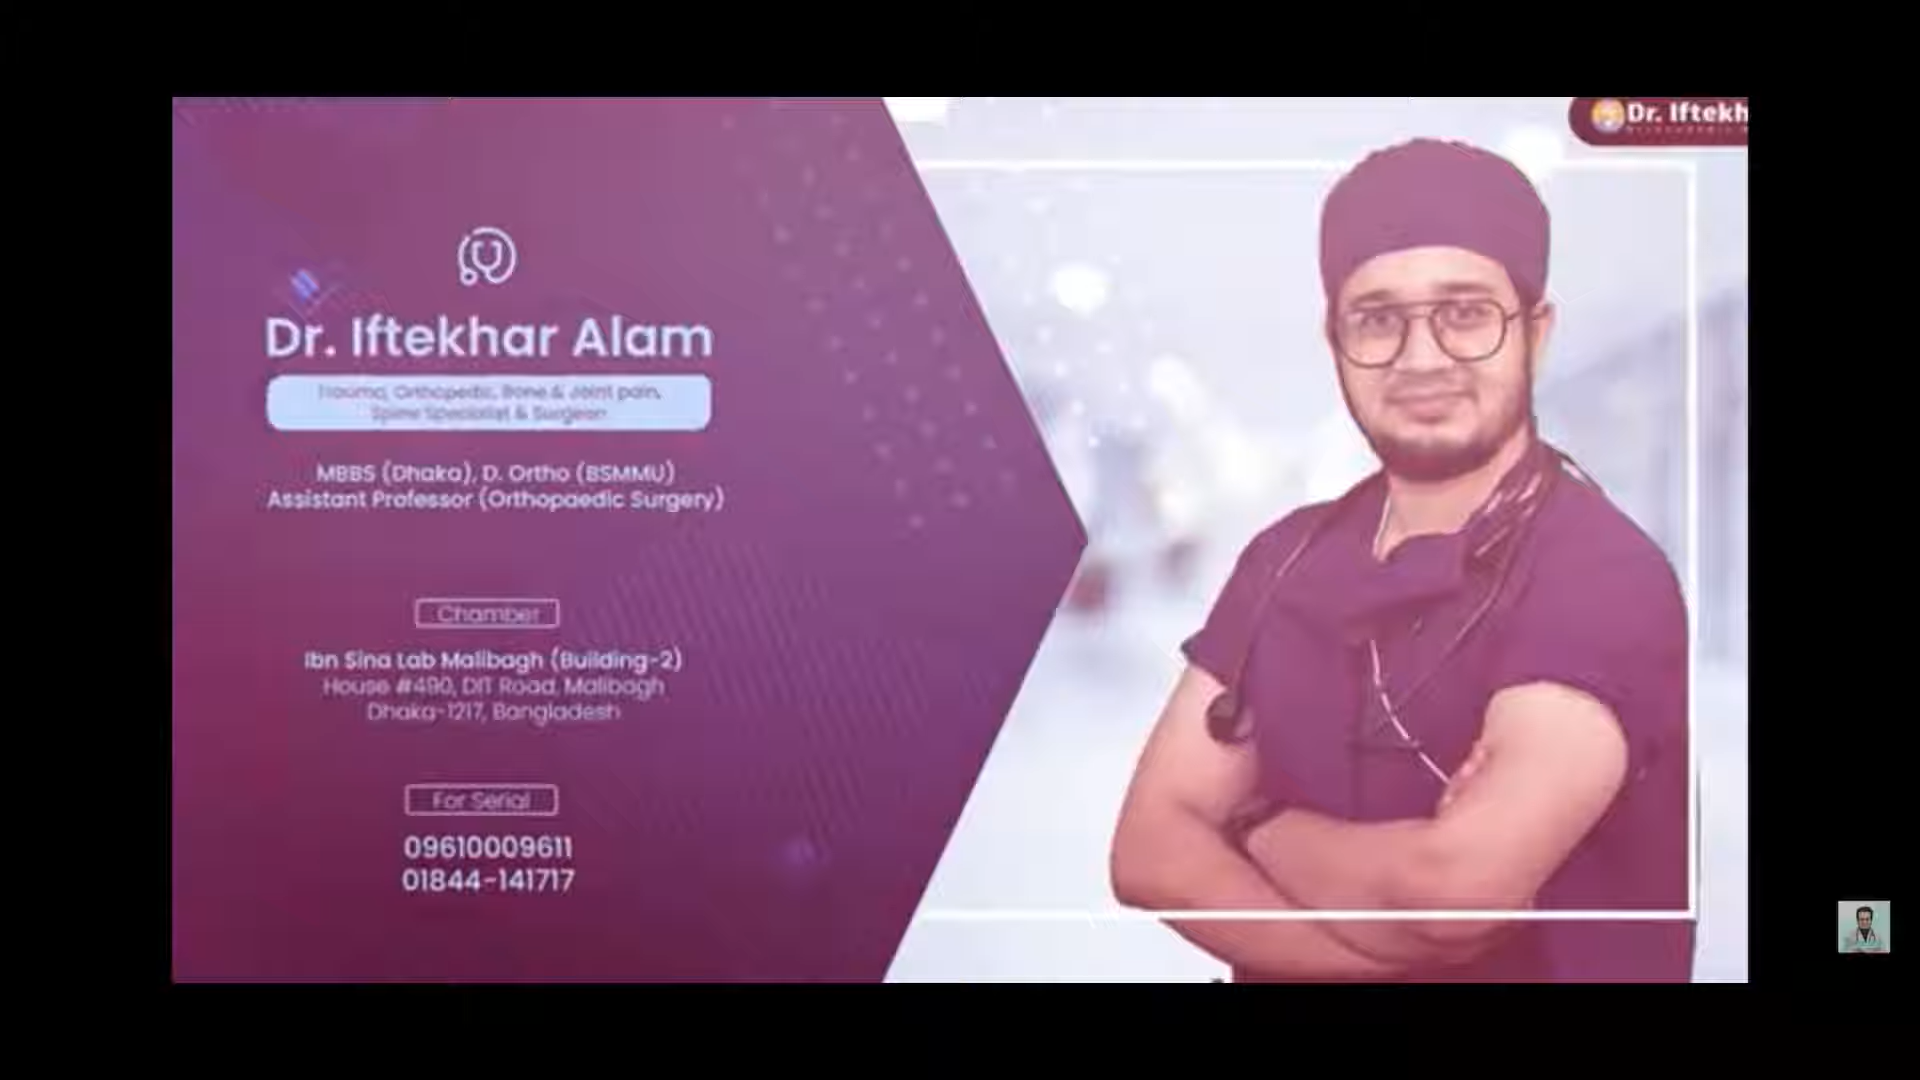 Dr. Iftekh
Dr. Iftekhar Alam
Trauma, Orthopedic, Bone & Joint pain,
Spine Specialist & Surgeon
MBBS (Dhaka), D. Ortho (BSMMU)
Assistant Professor (Orthopaedic Surgery)
Chamber
Ibn Sina Lab Malibagh (Building-2)
House #490, DIT Road, Malibagh
Dhaka-1217, Bangladesh
For Serial
09610009611
01844-141717